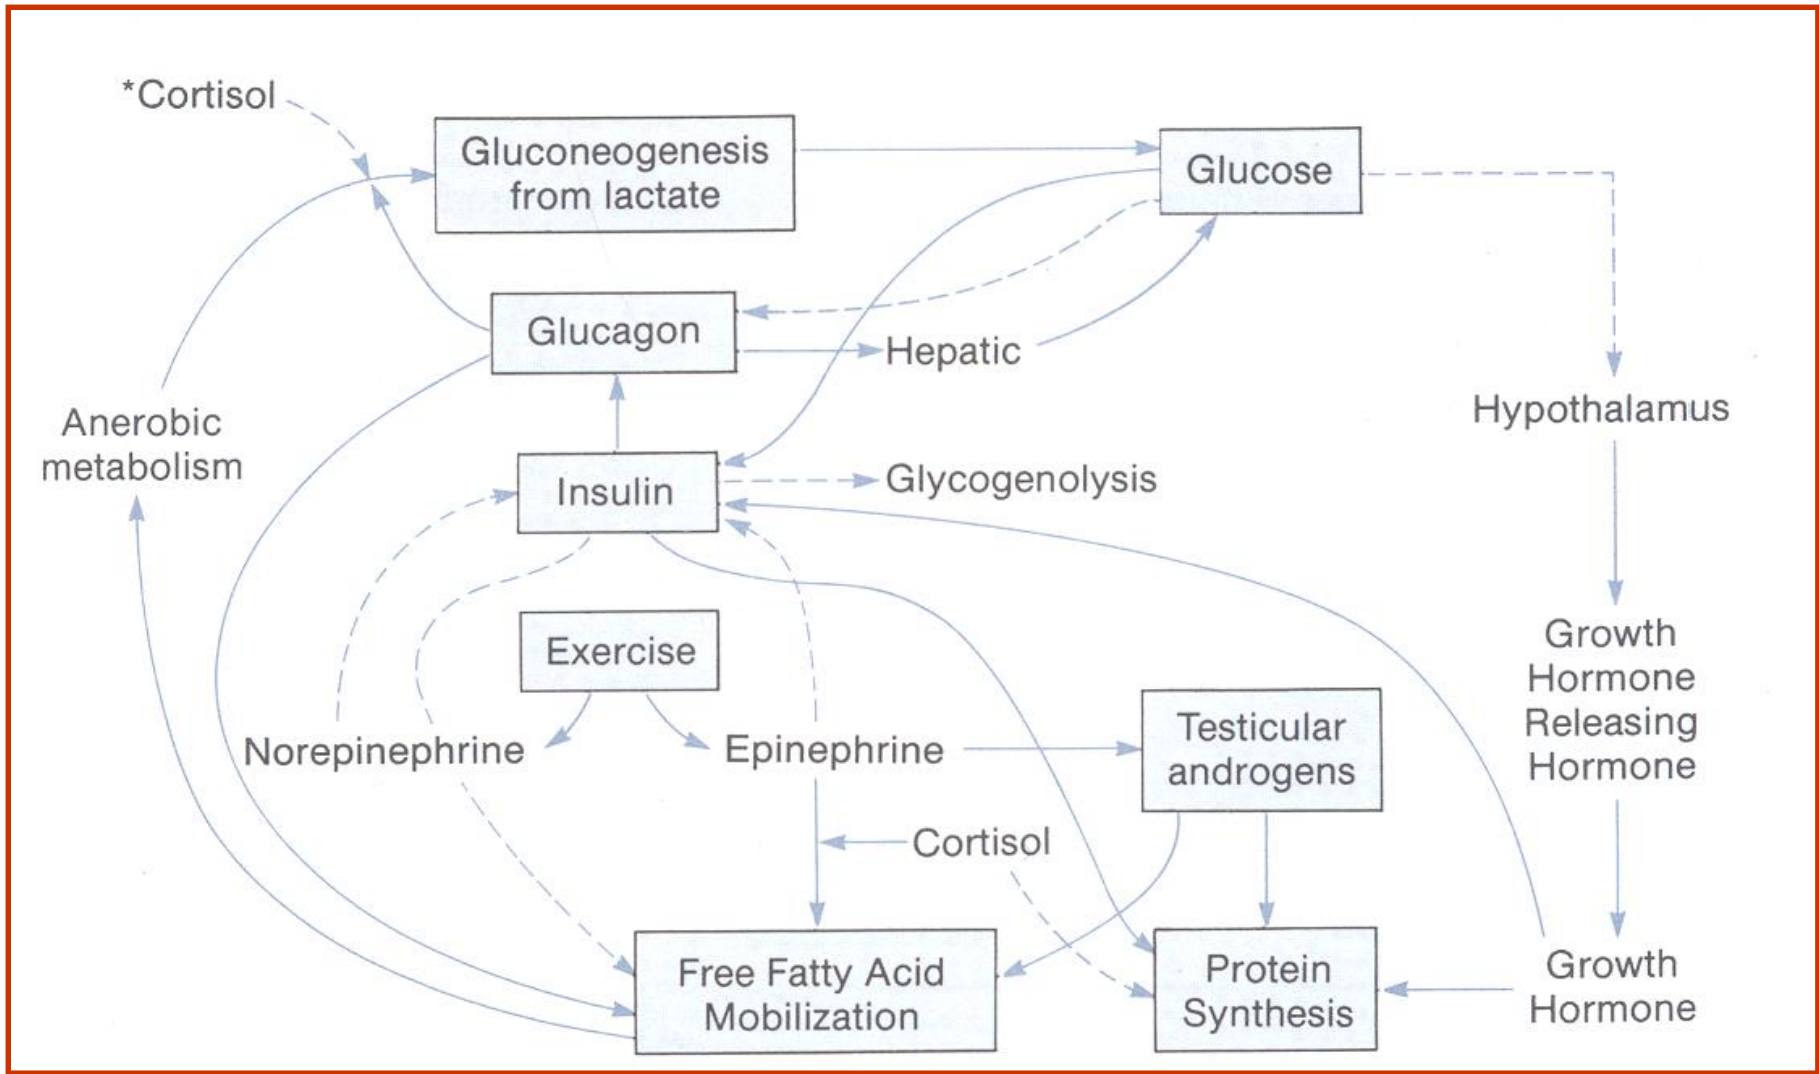 *Cortisol
Gluconeogenesis
from lactate
Glucose
Glucagon
Hepatic
Anerobic
metabolism
Hypothalamus
Insulin
Glycogenolysis
Exercise
Growth
Hormone
Releasing
Hormone
Norepinephrine
Epinephrine
Testicular
androgens
Cortisol
Free Fatty Acid
Mobilization
Protein
Synthesis
Growth
Hormone